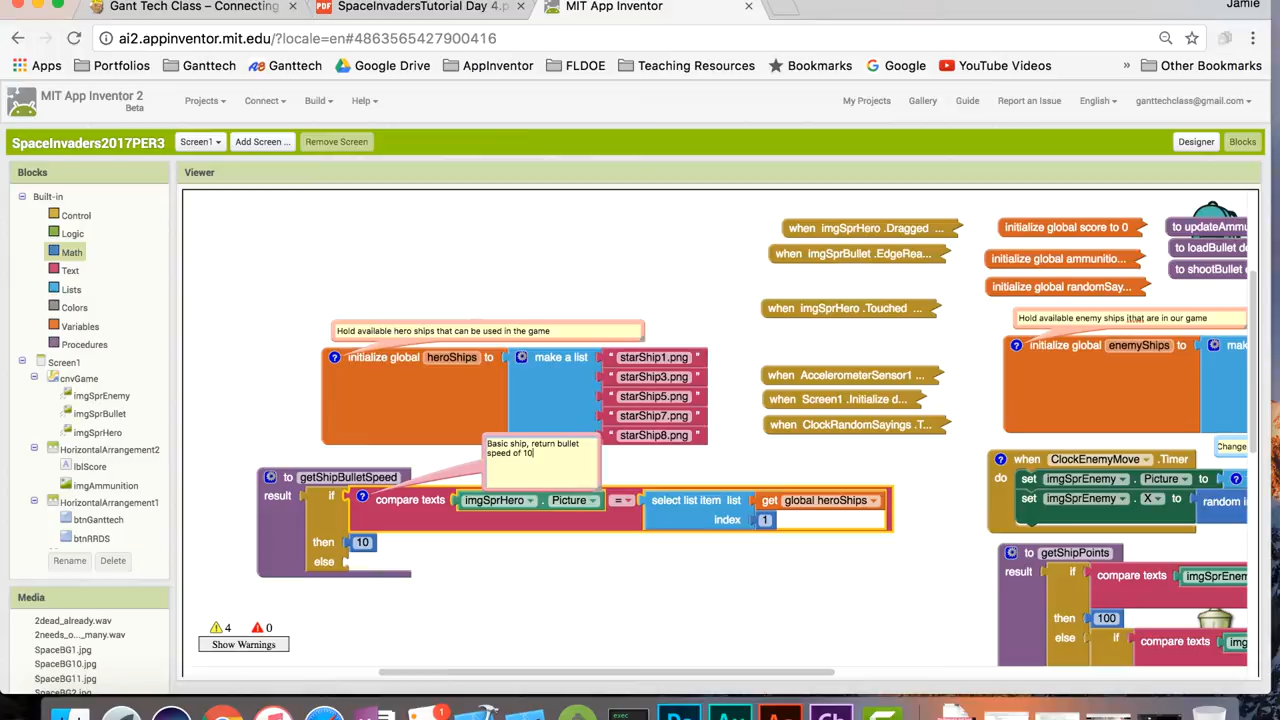 Gant Tech Class – Connecting
SpaceInvadersTutorial Day 4.p
MIT App Inventor
Jamie
ai2.appinventor.mit.edu/?locale=en#4863565427900416
Apps
Portfolios
Ganttech
Ganttech
Google Drive
AppInventor
FLDOE
Teaching Resources
Bookmarks
Google
YouTube Videos
»
Other Bookmarks
MIT App Inventor 2
Beta
Projects
Connect
Build
Help
My Projects
Gallery
Guide
Report an Issue
English
ganttechclass@gmail.com
SpaceInvaders2017PER3
Screen1
Add Screen ...
Remove Screen
Designer
Blocks
Blocks
Built-in
Control
Logic
Math
Text
Lists
Colors
Variables
Procedures
Screen1
cnvGame
imgSprEnemy
imgSprBullet
imgSprHero
HorizontalArrangement2
lblScore
imgAmmunition
HorizontalArrangement1
btnGanttech
btnRRDS
Rename
Delete
Media
2dead_already.wav
2needs_o..._many.wav
SpaceBG1.jpg
SpaceBG10.jpg
SpaceBG11.jpg
SpaceBG2.jpg
Viewer
when imgSprHero .Dragged ...
when imgSprBullet .EdgeRea...
when imgSprHero .Touched ...
when AccelerometerSensor1 ...
when Screen1 .Initialize d...
when ClockRandomSayings .T...
initialize global score to 0
initialize global ammunitio...
initialize global randomSay...
to updateAmmu
to loadBullet do
to shootBullet d
Hold available hero ships that can be used in the game
initialize global heroShips to make a list " starShip1.png "
" starShip3.png "
" starShip5.png "
" starShip7.png "
" starShip8.png "
Hold available enemy ships ithat are in our game
initialize global enemyShips to mak
Basic ship, return bullet
speed of 10
to getShipBulletSpeed
result if compare texts imgSprHero . Picture = select list item list get global heroShips
index 1
then 10
else
Change
when ClockEnemyMove .Timer
do set imgSprEnemy . Picture to
set imgSprEnemy . X to random in
to getShipPoints
result if compare texts imgSprEnem
then 100
else if compare texts img
4 0
Show Warnings